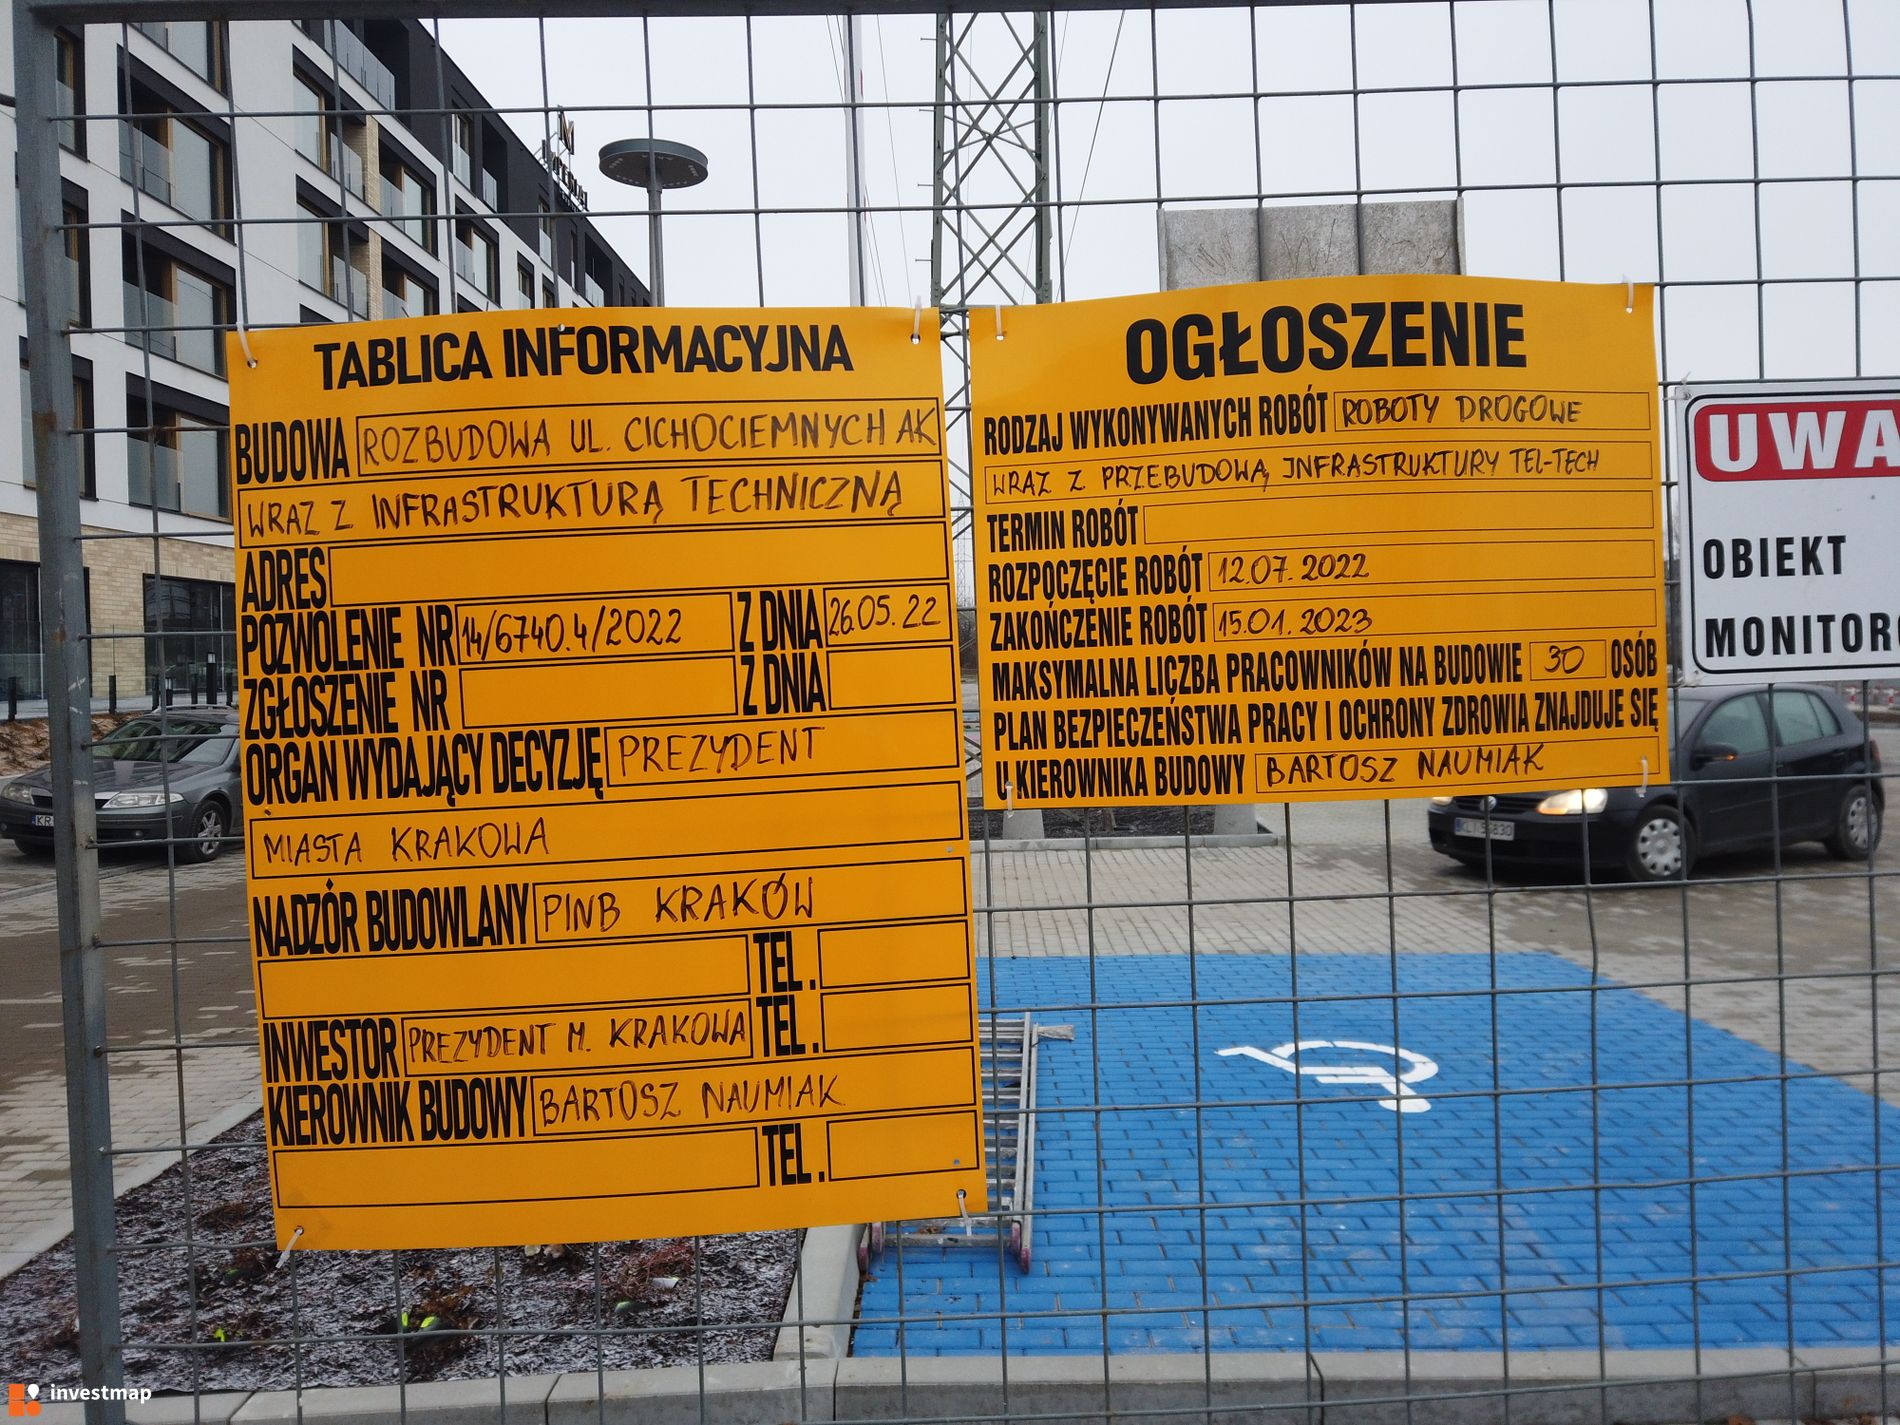 TABLICA INFORMACYJNA
BUDOWA ROZBUDOWA UL. CICHOCIEMNYCH AK
WRAZ Z INFRASTRUKTURĄ TECHNICZNĄ
ADRES
POZWOLENIE NR 14/6740.4/2022 Z DNIA 26.05.22
ZGŁOSZENIE NR Z DNIA
ORGAN WYDAJĄCY DECYZJĘ PREZYDENT
MIASTA KRAKOWA
NADZÓR BUDOWLANY PINB KRAKÓW
TEL.
INWESTOR PREZYDENT M. KRAKOWA TEL.
KIEROWNIK BUDOWY BARTOSZ NAUMIAK
TEL.
OGŁOSZENIE
RODZAJ WYKONYWANYCH ROBÓT ROBOTY DROGOWE
WRAZ Z PRZEBUDOWĄ INFRASTRUKTURY TEL-TECH
TERMIN ROBÓT
ROZPOCZĘCIE ROBÓT 12.07.2022
ZAKOŃCZENIE ROBÓT 15.01.2023
MAKSYMALNA LICZBA PRACOWNIKÓW NA BUDOWIE 30 OSÓB
PLAN BEZPIECZEŃSTWA PRACY I OCHRONY ZDROWIA ZNAJDUJE SIĘ
U KIEROWNIKA BUDOWY BARTOSZ NAUMIAK
UWA
OBIEKT
MONITORO
KR
investmap